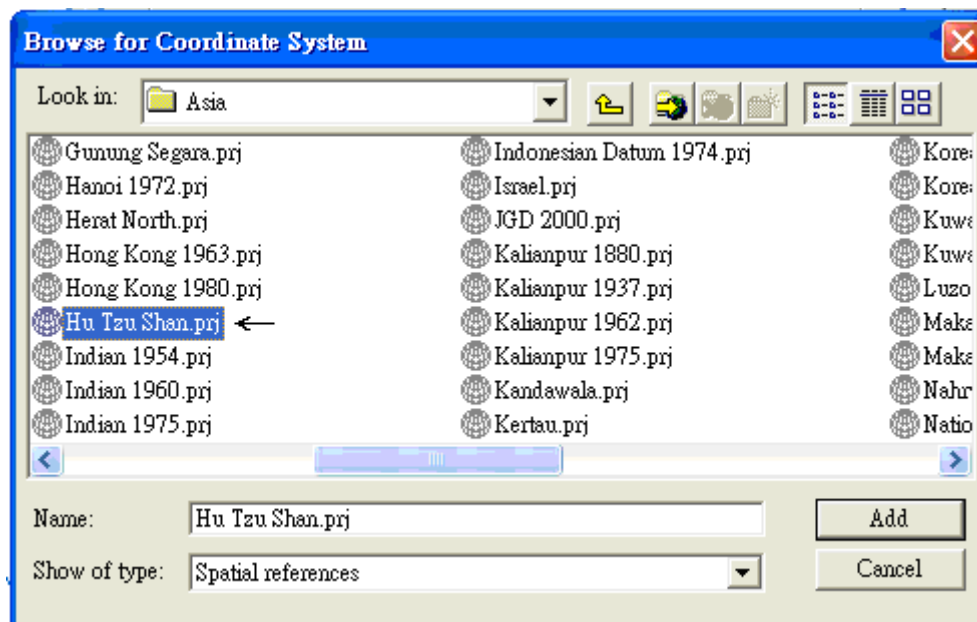 Browse for Coordinate System
Look in: Asia
Gunung Segara.prj
Hanoi 1972.prj
Herat North.prj
Hong Kong 1963.prj
Hong Kong 1980.prj
Hu Tzu Shan.prj
Indian 1954.prj
Indian 1960.prj
Indian 1975.prj
Indonesian Datum 1974.prj
Israel.prj
JGD 2000.prj
Kalianpur 1880.prj
Kalianpur 1937.prj
Kalianpur 1962.prj
Kalianpur 1975.prj
Kandawala.prj
Kertau.prj
Name: Hu Tzu Shan.prj
Add
Show of type: Spatial references
Cancel